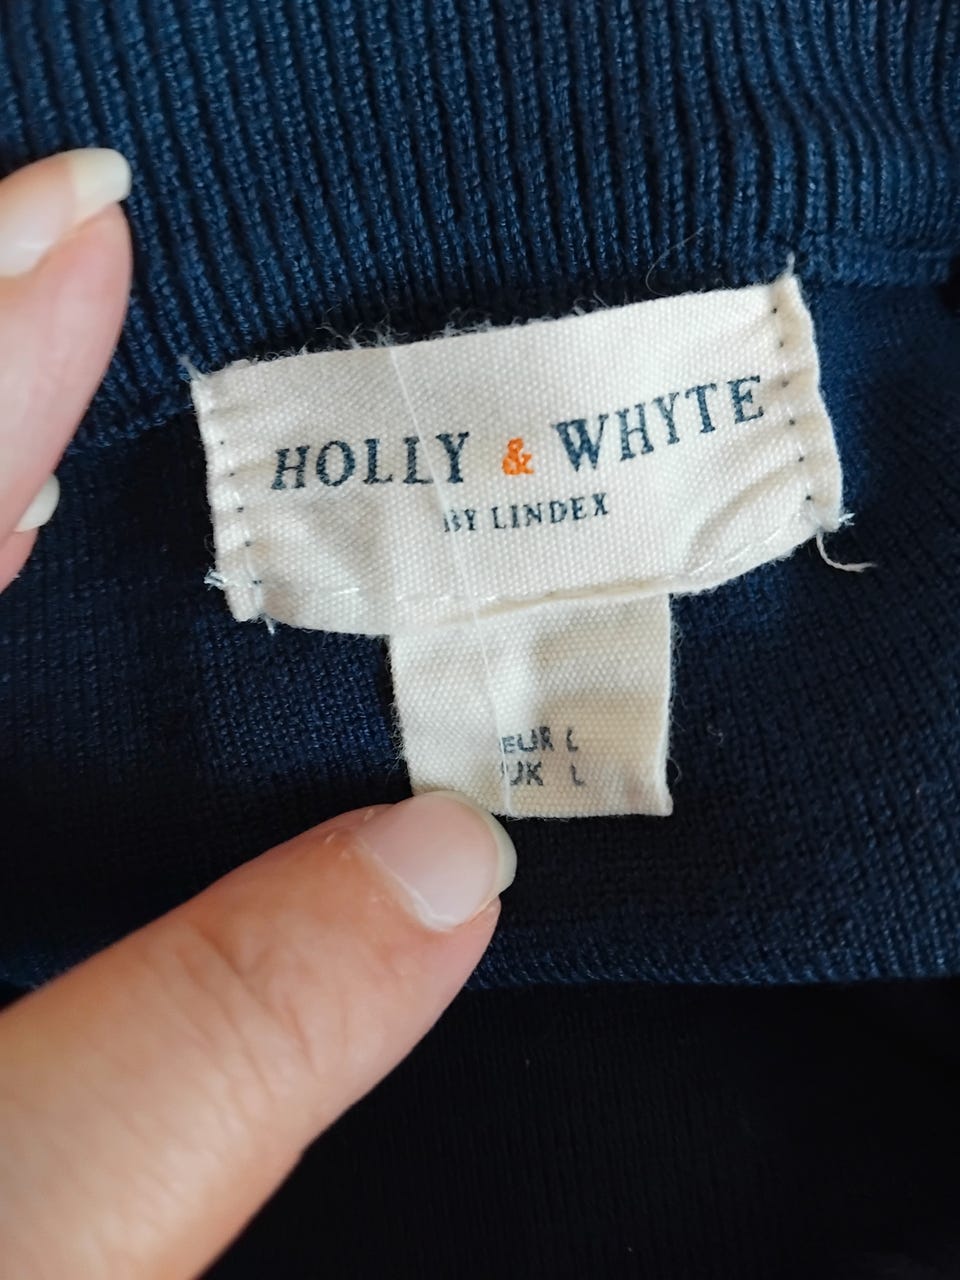 HOLLY & WHYTE
BY LINDEX
EUR L
UK L